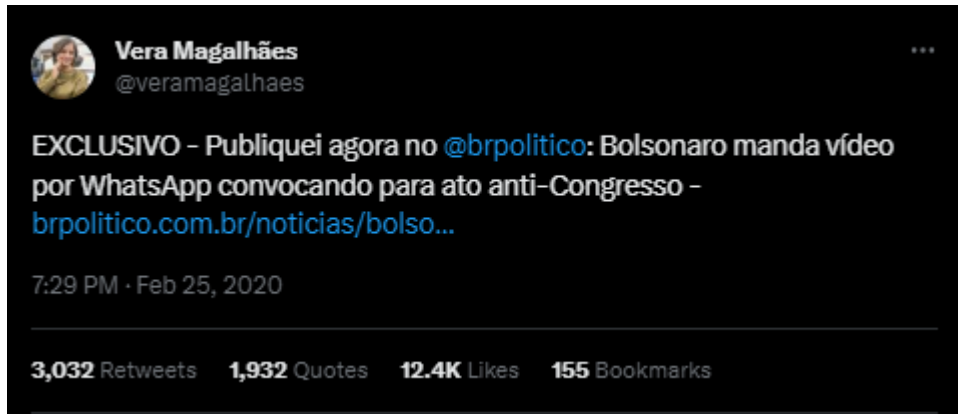 Vera Magalhães
@veramagalhaes
EXCLUSIVO - Publiquei agora no @brpolitico: Bolsonaro manda vídeo
por WhatsApp convocando para ato anti-Congresso -
brpolitico.com.br/noticias/bolso...
7:29 PM · Feb 25, 2020
3,032 Retweets 1,932 Quotes 12.4K Likes 155 Bookmarks